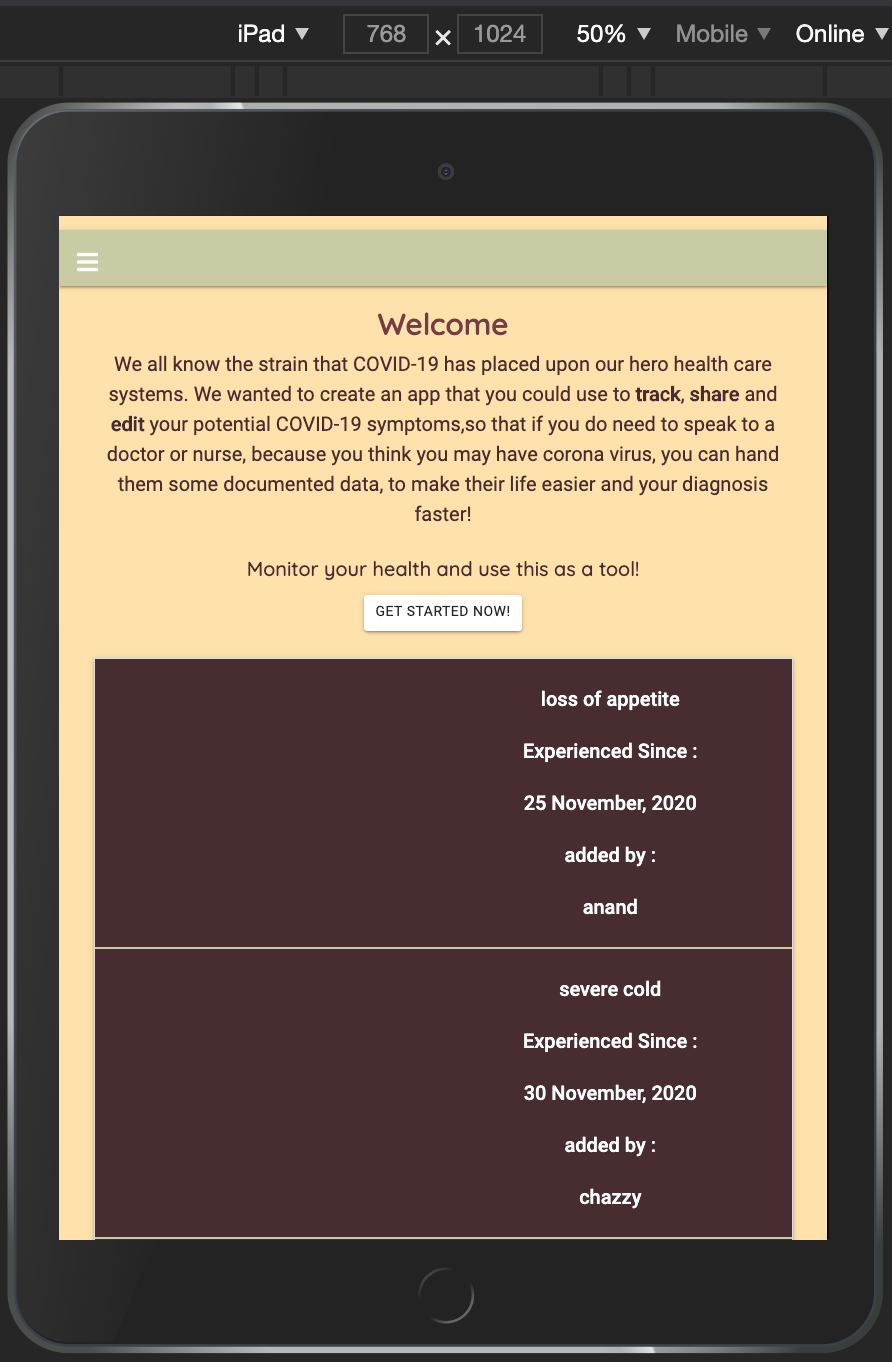 iPad ▼ 768 × 1024 50% ▼ Mobile ▼ Online ▼
Welcome
We all know the strain that COVID-19 has placed upon our hero health care
systems. We wanted to create an app that you could use to track, share and
edit your potential COVID-19 symptoms,so that if you do need to speak to a
doctor or nurse, because you think you may have corona virus, you can hand
them some documented data, to make their life easier and your diagnosis
faster!
Monitor your health and use this as a tool!
GET STARTED NOW!
loss of appetite
Experienced Since :
25 November, 2020
added by :
anand
severe cold
Experienced Since :
30 November, 2020
added by :
chazzy